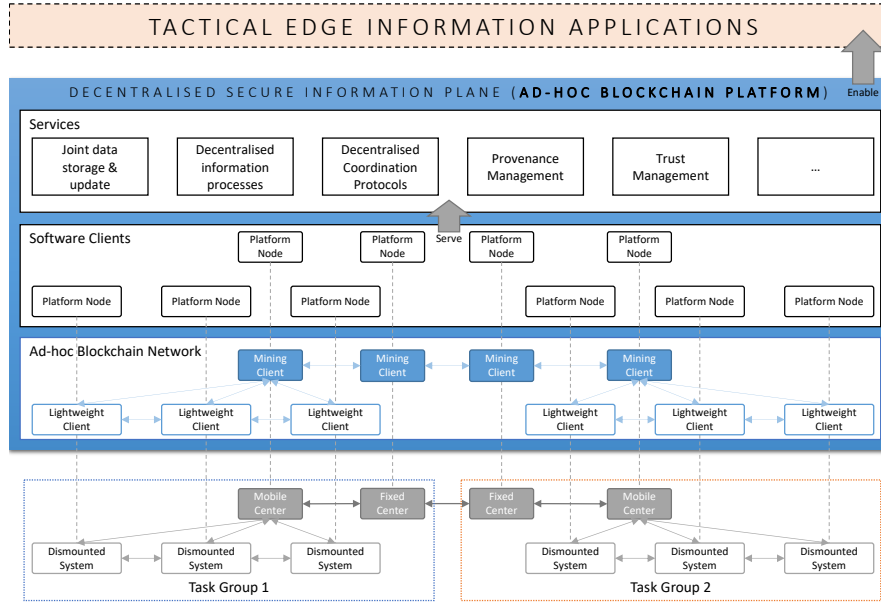 TACTICAL EDGE INFORMATION APPLICATIONS
DECENTRALISED SECURE INFORMATION PLANE (AD-HOC BLOCKCHAIN PLATFORM)
Enable
Services
Joint data
storage &
update
Decentralised
information
processes
Decentralised
Coordination
Protocols
Provenance
Management
Trust
Management
...
Serve
Software Clients
Platform
Node
Platform
Node
Platform
Node
Platform
Node
Platform Node
Platform Node
Platform Node
Platform Node
Platform Node
Platform Node
Ad-hoc Blockchain Network
Mining
Client
Mining
Client
Mining
Client
Mining
Client
Lightweight
Client
Lightweight
Client
Lightweight
Client
Lightweight
Client
Lightweight
Client
Lightweight
Client
Mobile
Center
Fixed
Center
Fixed
Center
Mobile
Center
Dismounted
System
Dismounted
System
Dismounted
System
Dismounted
System
Dismounted
System
Dismounted
System
Task Group 1
Task Group 2